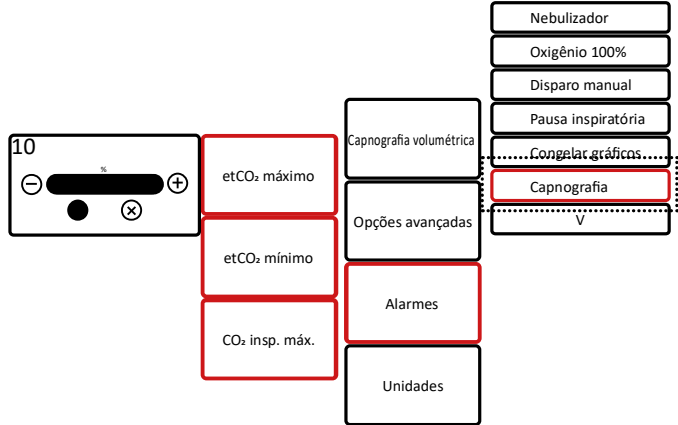 Nebulizador
Oxigênio 100%
Disparo manual
Pausa inspiratória
Congelar gráficos
Capnografia
V
Capnografia volumétrica
Opções avançadas
Alarmes
Unidades
etCO₂ máximo
etCO₂ mínimo
CO₂ insp. máx.
10
%